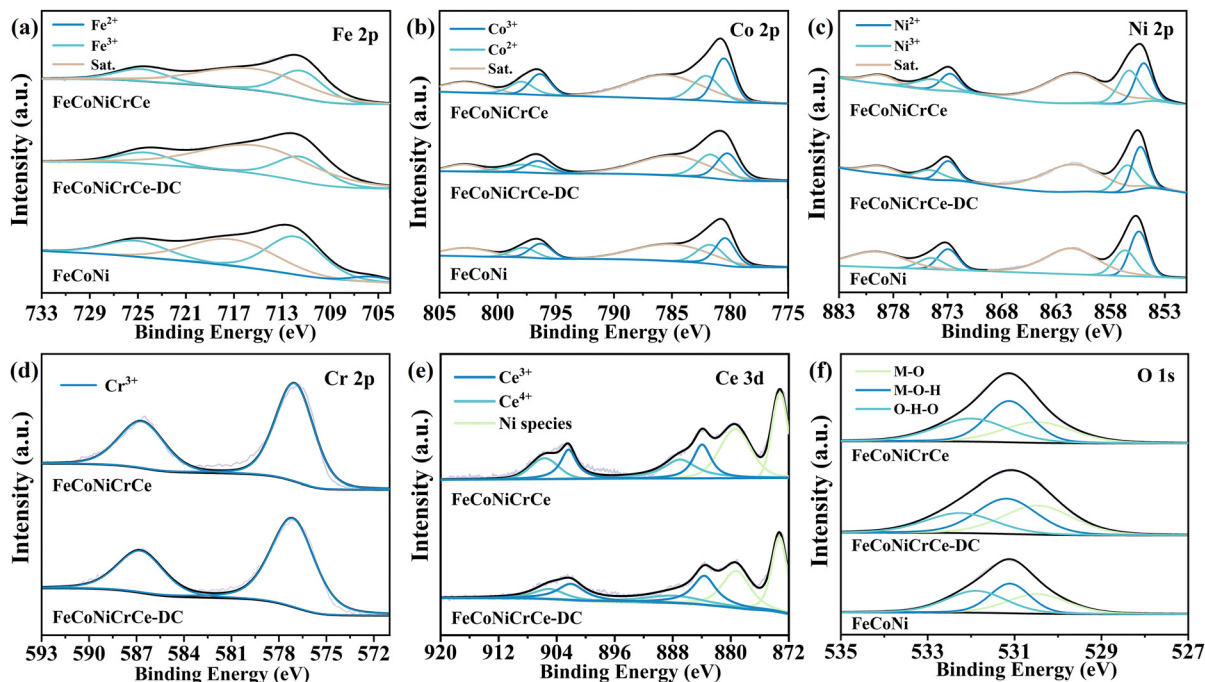 (a)
Fe 2p
Fe²⁺
Fe³⁺
Sat.
FeCoNiCrCe
FeCoNiCrCe-DC
FeCoNi
733 729 725 721 717 713 709 705
Binding Energy (eV)
Intensity (a.u.)
(b)
Co 2p
Co³⁺
Co²⁺
Sat.
FeCoNiCrCe
FeCoNiCrCe-DC
FeCoNi
805 800 795 790 785 780 775
Binding Energy (eV)
Intensity (a.u.)
(c)
Ni 2p
Ni²⁺
Ni³⁺
Sat.
FeCoNiCrCe
FeCoNiCrCe-DC
FeCoNi
883 878 873 868 863 858 853
Binding Energy (eV)
Intensity (a.u.)
(d)
Cr 2p
Cr³⁺
FeCoNiCrCe
FeCoNiCrCe-DC
593 590 587 584 581 578 575 572
Binding Energy (eV)
Intensity (a.u.)
(e)
Ce 3d
Ce³⁺
Ce⁴⁺
Ni species
FeCoNiCrCe
FeCoNiCrCe-DC
920 912 904 896 888 880 872
Binding Energy (eV)
Intensity (a.u.)
(f)
O 1s
M-O
M-O-H
O-H-O
FeCoNiCrCe
FeCoNiCrCe-DC
FeCoNi
535 533 531 529 527
Binding Energy (eV)
Intensity (a.u.)